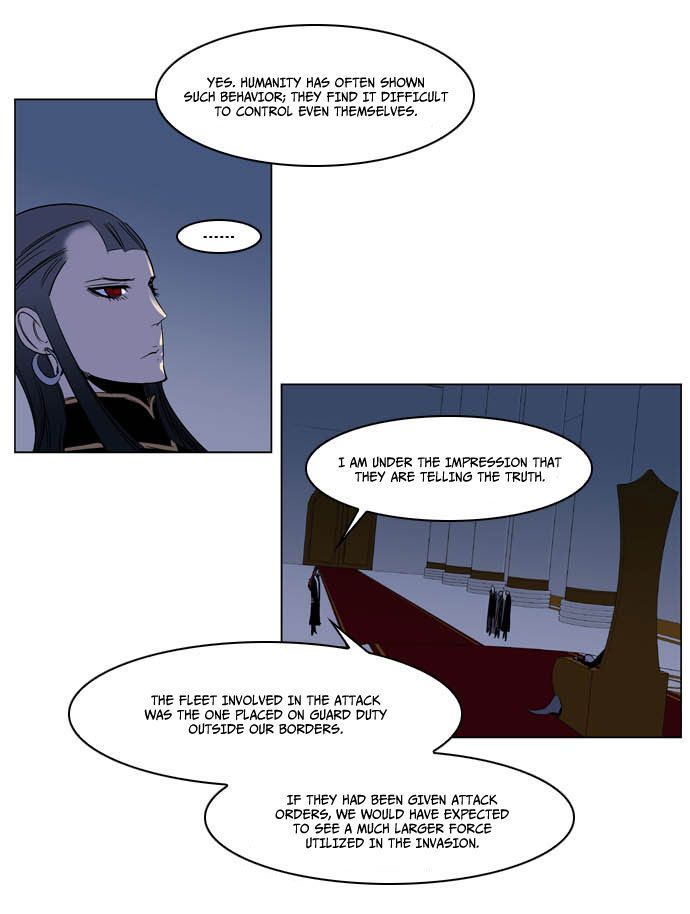 YES. HUMANITY HAS OFTEN SHOWN
SUCH BEHAVIOR; THEY FIND IT DIFFICULT
TO CONTROL EVEN THEMSELVES.
------
I AM UNDER THE IMPRESSION THAT
THEY ARE TELLING THE TRUTH.
THE FLEET INVOLVED IN THE ATTACK
WAS THE ONE PLACED ON GUARD DUTY
OUTSIDE OUR BORDERS.
IF THEY HAD BEEN GIVEN ATTACK
ORDERS, WE WOULD HAVE EXPECTED
TO SEE A MUCH LARGER FORCE
UTILIZED IN THE INVASION.